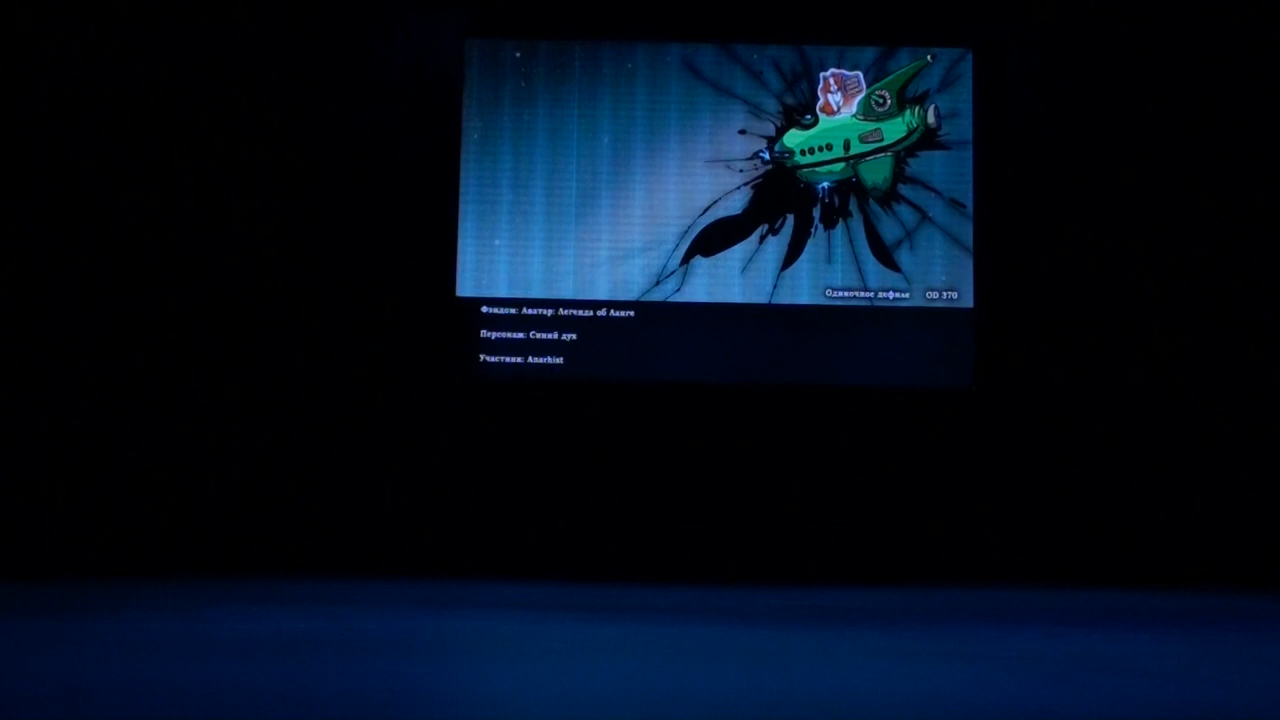 Одиночное дефиле OD 370
Фэндом: Аватар: Легенда об Аанге
Персонаж: Синий дух
Участник: Anarhist